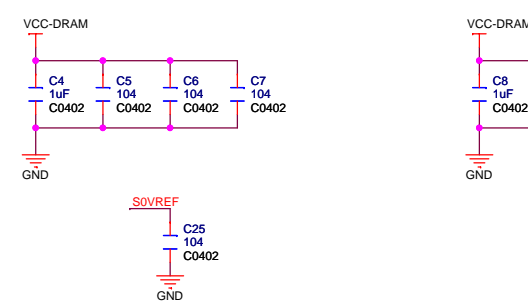 VCC-DRAM
VCC-DRAM
C4
1uF
C0402
C5
104
C0402
C6
104
C0402
C7
104
C0402
C8
1uF
C0402
GND
GND
S0VREF
C25
104
C0402
GND